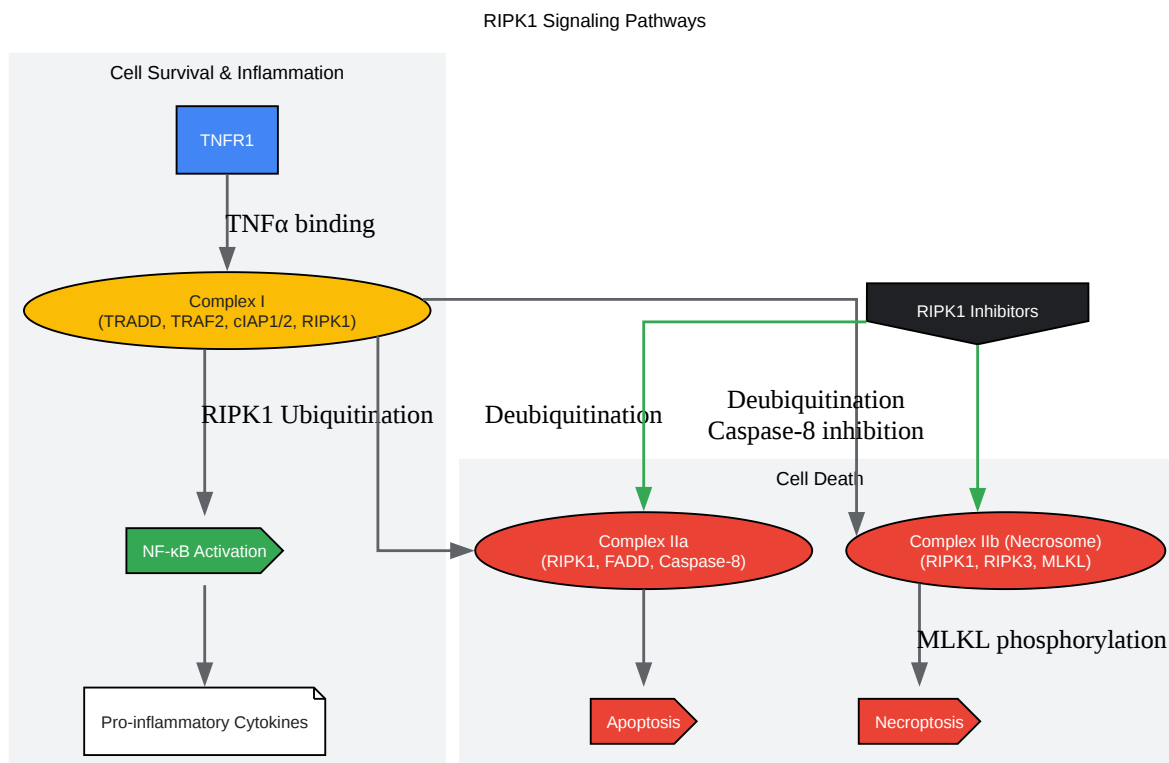 RIPK1 Signaling Pathways
Cell Survival & Inflammation
TNFR1
TNFα binding
Complex I
(TRADD, TRAF2, cIAP1/2, RIPK1)
RIPK1 Inhibitors
RIPK1 Ubiquitination
Deubiquitination
Deubiquitination
Caspase-8 inhibition
Cell Death
NF-κB Activation
Complex IIa
(RIPK1, FADD, Caspase-8)
Complex IIb (Necrosome)
(RIPK1, RIPK3, MLKL)
MLKL phosphorylation
Pro-inflammatory Cytokines
Apoptosis
Necroptosis